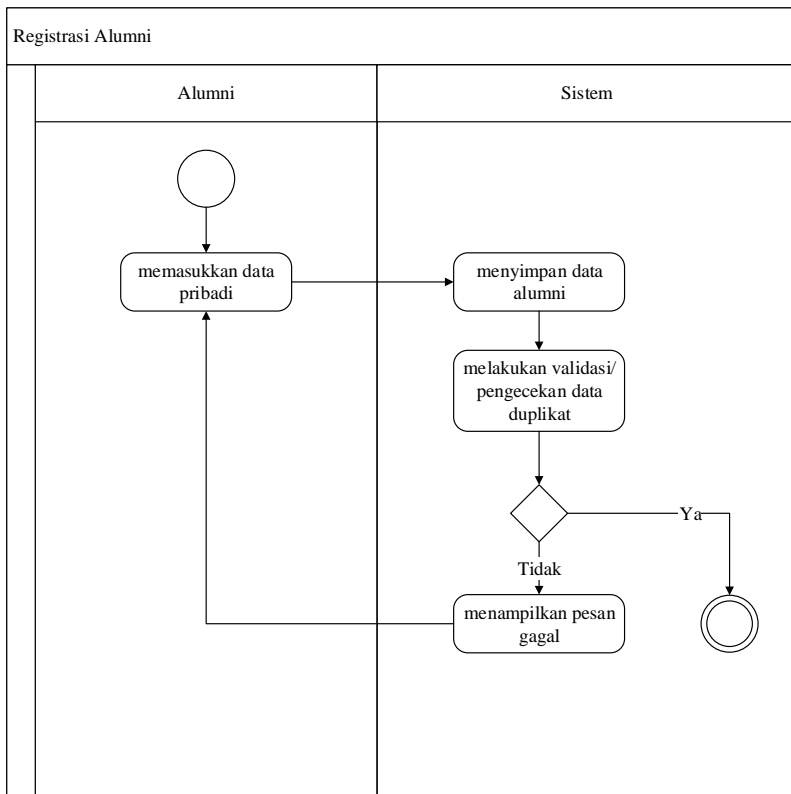 Registrasi Alumni
Alumni
Sistem
memasukkan data
pribadi
menyimpan data
alumni
melakukan validasi/
pengecekan data
duplikat
Ya
Tidak
menampilkan pesan
gagal